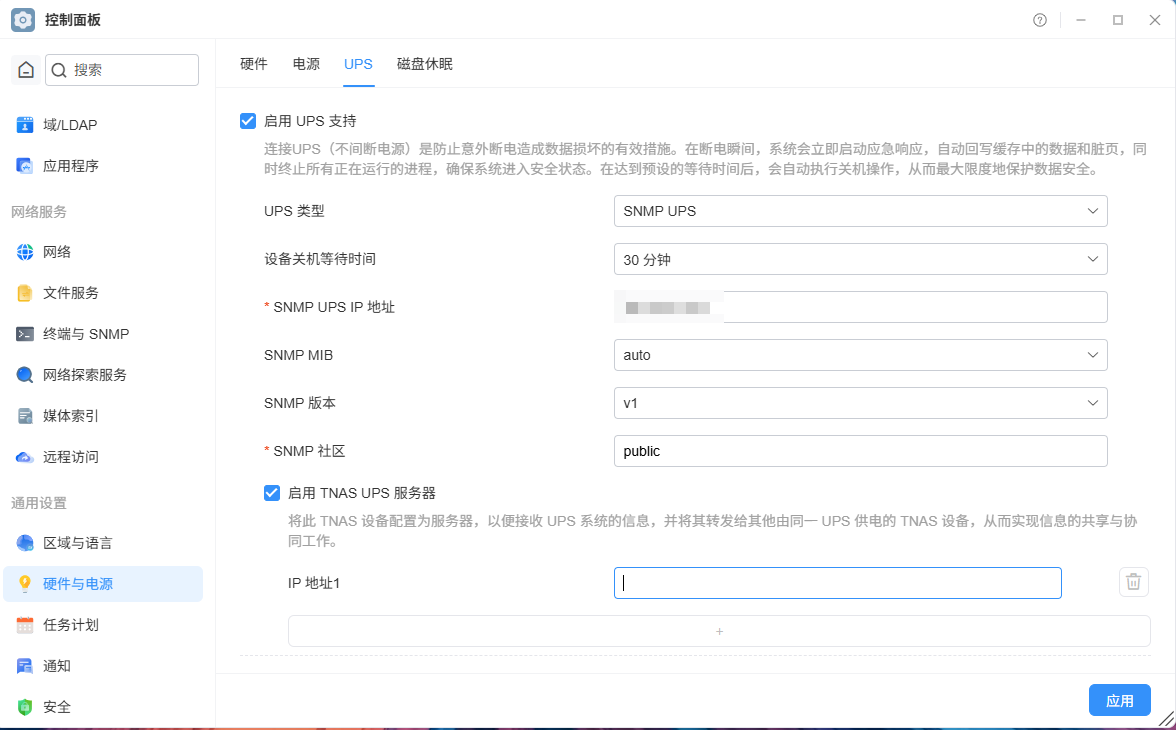 控制面板
搜索
域/LDAP
应用程序
网络服务
网络
文件服务
终端与 SNMP
网络探索服务
媒体索引
远程访问
通用设置
区域与语言
硬件与电源
任务计划
通知
安全
硬件 电源 UPS 磁盘休眠
启用 UPS 支持
连接UPS（不间断电源）是防止意外断电造成数据损坏的有效措施。在断电瞬间，系统会立即启动应急响应，自动回写缓存中的数据和脏页，同
时终止所有正在运行的进程，确保系统进入安全状态。在达到预设的等待时间后，会自动执行关机操作，从而最大限度地保护数据安全。
UPS 类型 SNMP UPS
设备关机等待时间 30 分钟
* SNMP UPS IP 地址
SNMP MIB auto
SNMP 版本 v1
* SNMP 社区 public
启用 TNAS UPS 服务器
将此 TNAS 设备配置为服务器，以便接收 UPS 系统的信息，并将其转发给其他由同一 UPS 供电的 TNAS 设备，从而实现信息的共享与协
同工作。
IP 地址1
+
应用